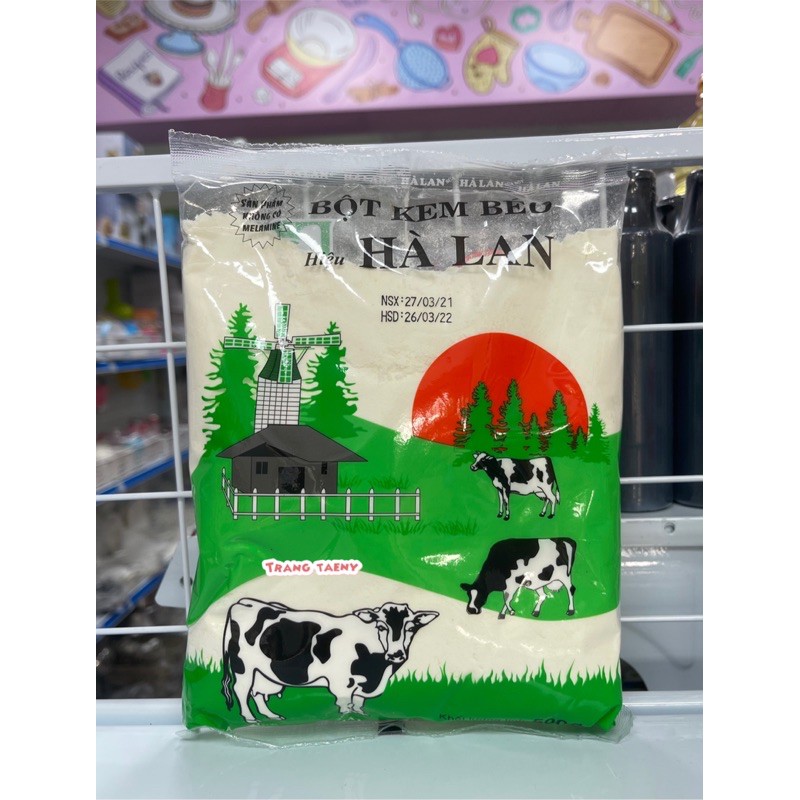 Recipes
HÀ LAN HÀ LAN HÀ LAN
SẢN PHẨM
KHÔNG CÓ
MELAMINE
BỘT KEM BÉO
Hiệu HÀ LAN
NSX:27/03/21
HSD:26/03/22
TRANG TAENY